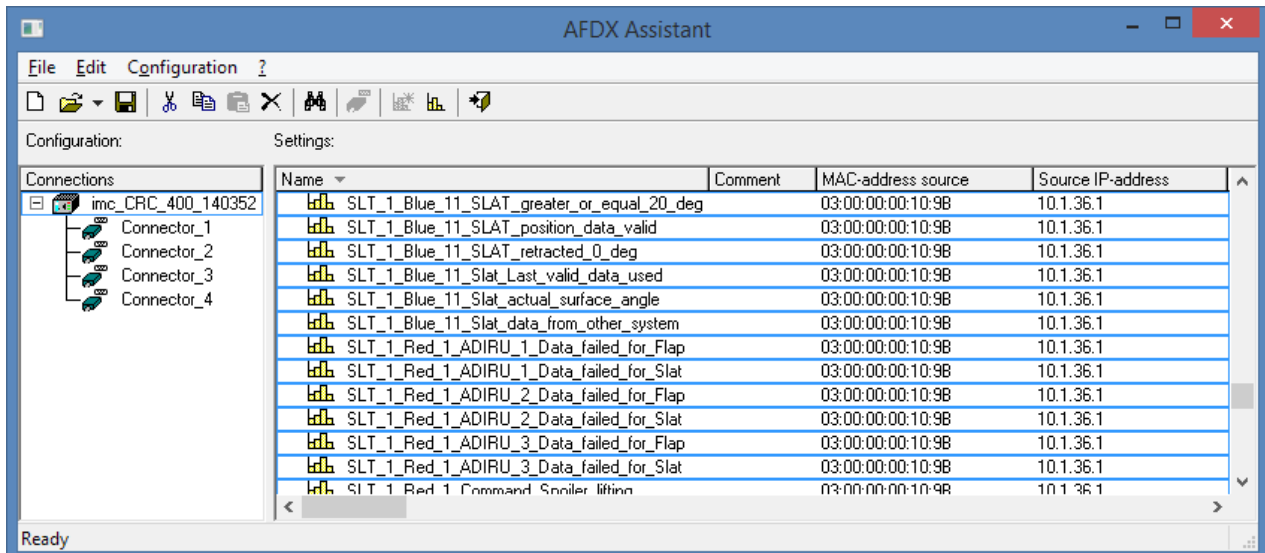 AFDX Assistant
File Edit Configuration ?
Configuration: Settings:
Connections Name Comment MAC-address source Source IP-address
imc_CRC_400_140352 SLT_1_Blue_11_SLAT_greater_or_equal_20_deg 03:00:00:00:10:9B 10.1.36.1
Connector_1 SLT_1_Blue_11_SLAT_position_data_valid 03:00:00:00:10:9B 10.1.36.1
Connector_2 SLT_1_Blue_11_SLAT_retracted_0_deg 03:00:00:00:10:9B 10.1.36.1
Connector_3 SLT_1_Blue_11_Slat_Last_valid_data_used 03:00:00:00:10:9B 10.1.36.1
Connector_4 SLT_1_Blue_11_Slat_actual_surface_angle 03:00:00:00:10:9B 10.1.36.1
SLT_1_Blue_11_Slat_data_from_other_system 03:00:00:00:10:9B 10.1.36.1
SLT_1_Red_1_ADIRU_1_Data_failed_for_Flap 03:00:00:00:10:9B 10.1.36.1
SLT_1_Red_1_ADIRU_1_Data_failed_for_Slat 03:00:00:00:10:9B 10.1.36.1
SLT_1_Red_1_ADIRU_2_Data_failed_for_Flap 03:00:00:00:10:9B 10.1.36.1
SLT_1_Red_1_ADIRU_2_Data_failed_for_Slat 03:00:00:00:10:9B 10.1.36.1
SLT_1_Red_1_ADIRU_3_Data_failed_for_Flap 03:00:00:00:10:9B 10.1.36.1
SLT_1_Red_1_ADIRU_3_Data_failed_for_Slat 03:00:00:00:10:9B 10.1.36.1
SLT_1_Red_1_Command_Spoiler_lifting 03:00:00:00:10:9B 10.1.36.1
Ready